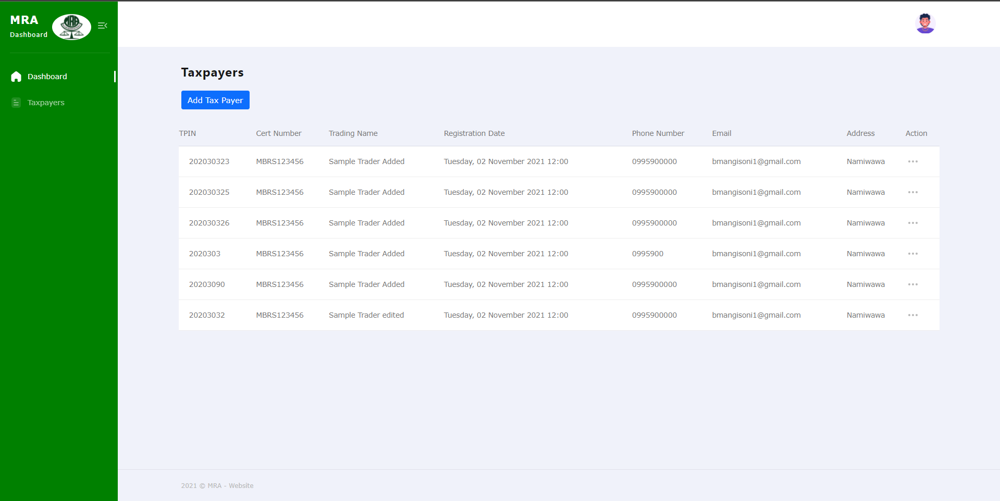 MRA
Dashboard
MRA
Dashboard
Taxpayers
Taxpayers
Add Tax Payer
TPIN Cert Number Trading Name Registration Date Phone Number Email Address Action
202030323 MBRS123456 Sample Trader Added Tuesday, 02 November 2021 12:00 0995900000 bmangisoni1@gmail.com Namiwawa
202030325 MBRS123456 Sample Trader Added Tuesday, 02 November 2021 12:00 0995900000 bmangisoni1@gmail.com Namiwawa
202030326 MBRS123456 Sample Trader Added Tuesday, 02 November 2021 12:00 0995900000 bmangisoni1@gmail.com Namiwawa
2020303 MBRS123456 Sample Trader Added Tuesday, 02 November 2021 12:00 0995900 bmangisoni1@gmail.com Namiwawa
20203090 MBRS123456 Sample Trader Added Tuesday, 02 November 2021 12:00 0995900000 bmangisoni1@gmail.com Namiwawa
20203032 MBRS123456 Sample Trader edited Tuesday, 02 November 2021 12:00 0995900000 bmangisoni1@gmail.com Namiwawa
2021 © MRA - Website